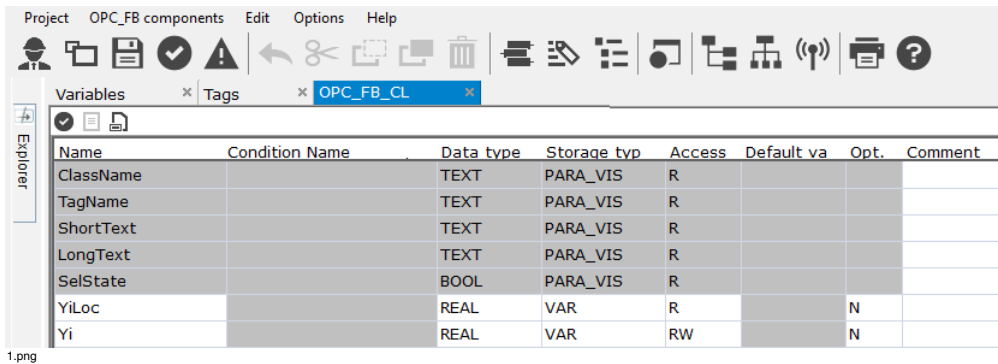 Project OPC_FB components Edit Options Help
Variables × Tags × OPC_FB_CL ×
Explorer
Name Condition Name Data type Storage typ Access Default va Opt. Comment
ClassName TEXT PARA_VIS R
TagName TEXT PARA_VIS R
ShortText TEXT PARA_VIS R
LongText TEXT PARA_VIS R
SelState BOOL PARA_VIS R
YiLoc REAL VAR R N
Yi REAL VAR RW N
1.png